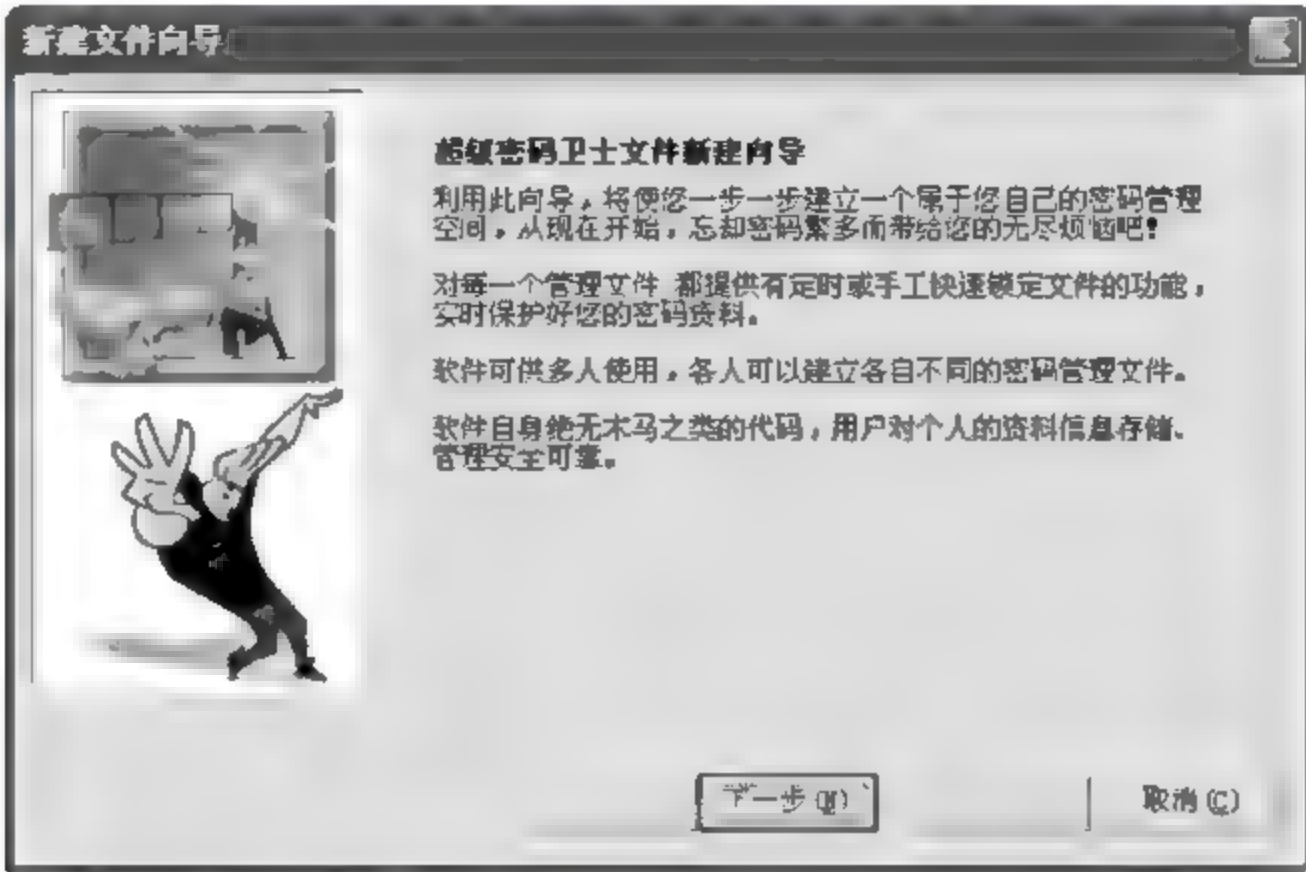 新建文件向导
超级密码卫士文件新建向导
利用此向导，将使您一步一步建立一个属于您自己的密码管理
空间，从现在开始，忘却密码繁多而带给您的无尽烦恼吧！
对每一个管理文件 都提供有定时或手工快速锁定文件的功能，
实时保护好您的密码资料。
软件可供多人使用，各人可以建立各自不同的密码管理文件。
软件自身绝无木马之类的代码，用户对个人的资料信息存储、
管理安全可靠。
下一步(N)
取消(C)